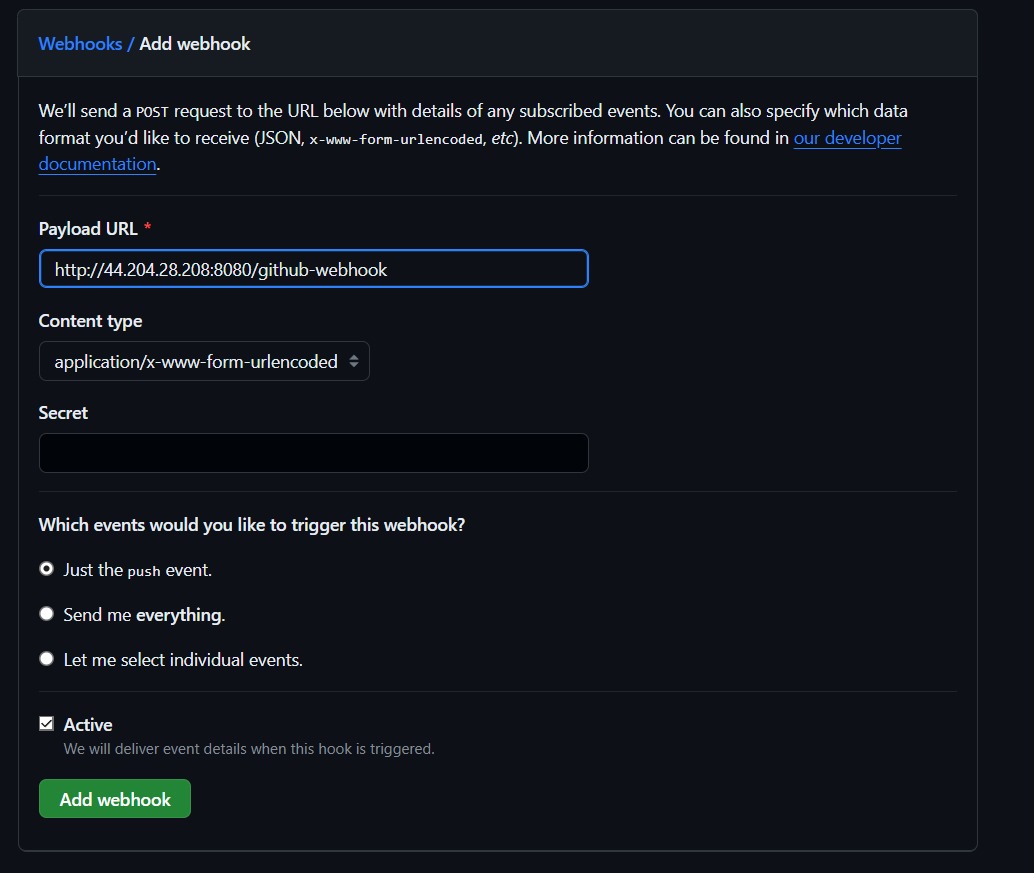 Webhooks / Add webhook
We’ll send a POST request to the URL below with details of any subscribed events. You can also specify which data
format you’d like to receive (JSON, x-www-form-urlencoded, etc). More information can be found in our developer
documentation.
Payload URL *
http://44.204.28.208:8080/github-webhook
Content type
application/x-www-form-urlencoded
Secret
Which events would you like to trigger this webhook?
Just the push event.
Send me everything.
Let me select individual events.
Active
We will deliver event details when this hook is triggered.
Add webhook